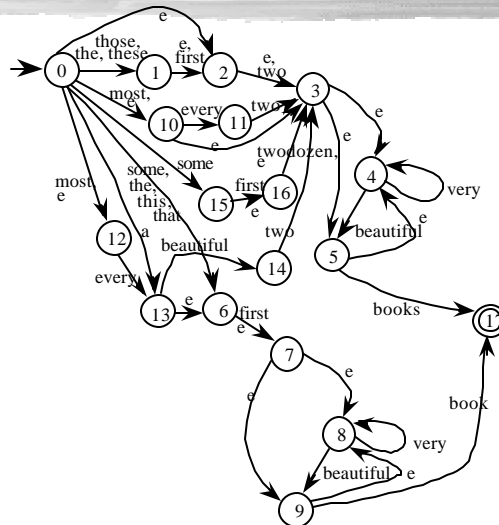 e
those,
the, these
e,
first
e,
two
0
1
2
3
most,
e
every
two
10
11
e
e
e
some
some,
the,
this,
that
first
e
twodozen,
e
15
16
4
very
e
beautiful
5
most,
e
a
beautiful
two
12
14
every
books
13
e
6
first
e
1
7
e
e
book
8
very
beautiful
e
9